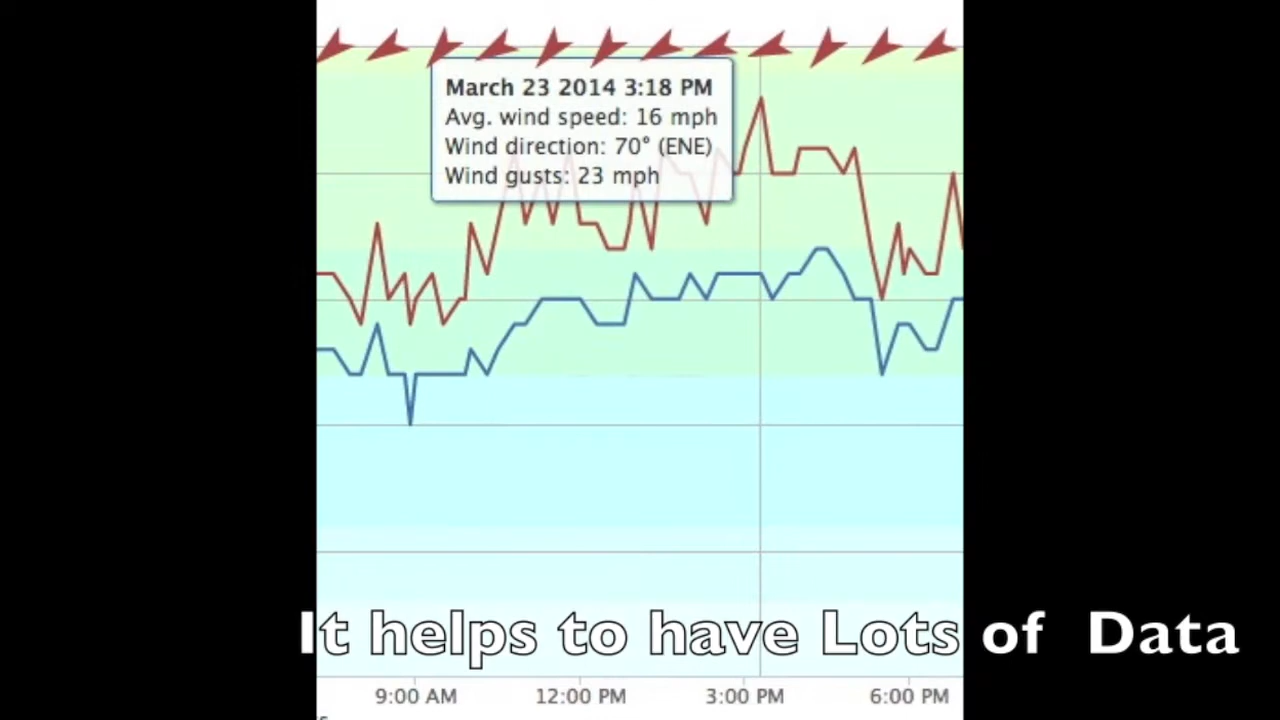 March 23 2014 3:18 PM
Avg. wind speed: 16 mph
Wind direction: 70° (ENE)
Wind gusts: 23 mph
It helps to have Lots of  Data
9:00 AM 12:00 PM 3:00 PM 6:00 PM